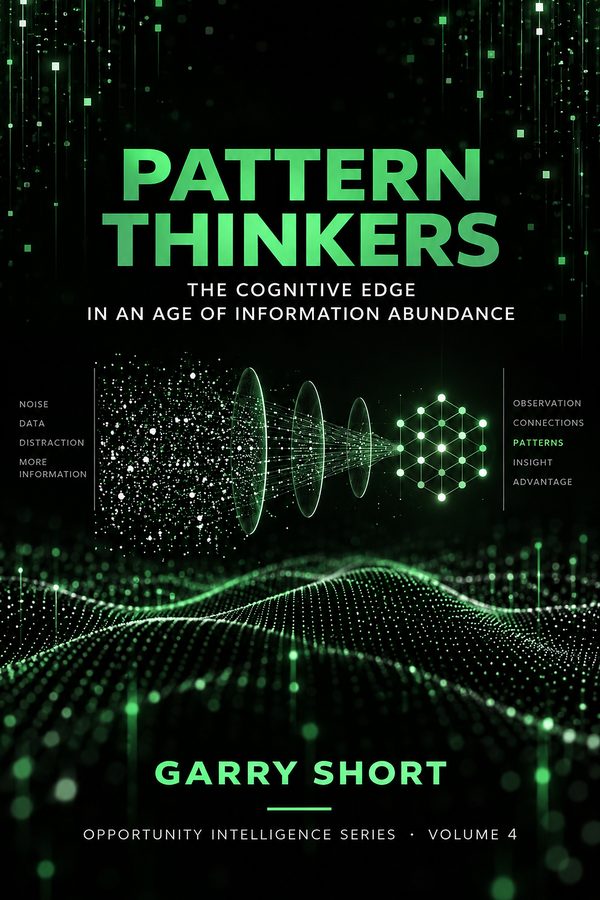 PATTERN
THINKERS
THE COGNITIVE EDGE
IN AN AGE OF INFORMATION ABUNDANCE
NOISE
DATA
DISTRACTION
MORE
INFORMATION
OBSERVATION
CONNECTIONS
PATTERNS
INSIGHT
ADVANTAGE
GARRY SHORT
OPPORTUNITY INTELLIGENCE SERIES · VOLUME 4